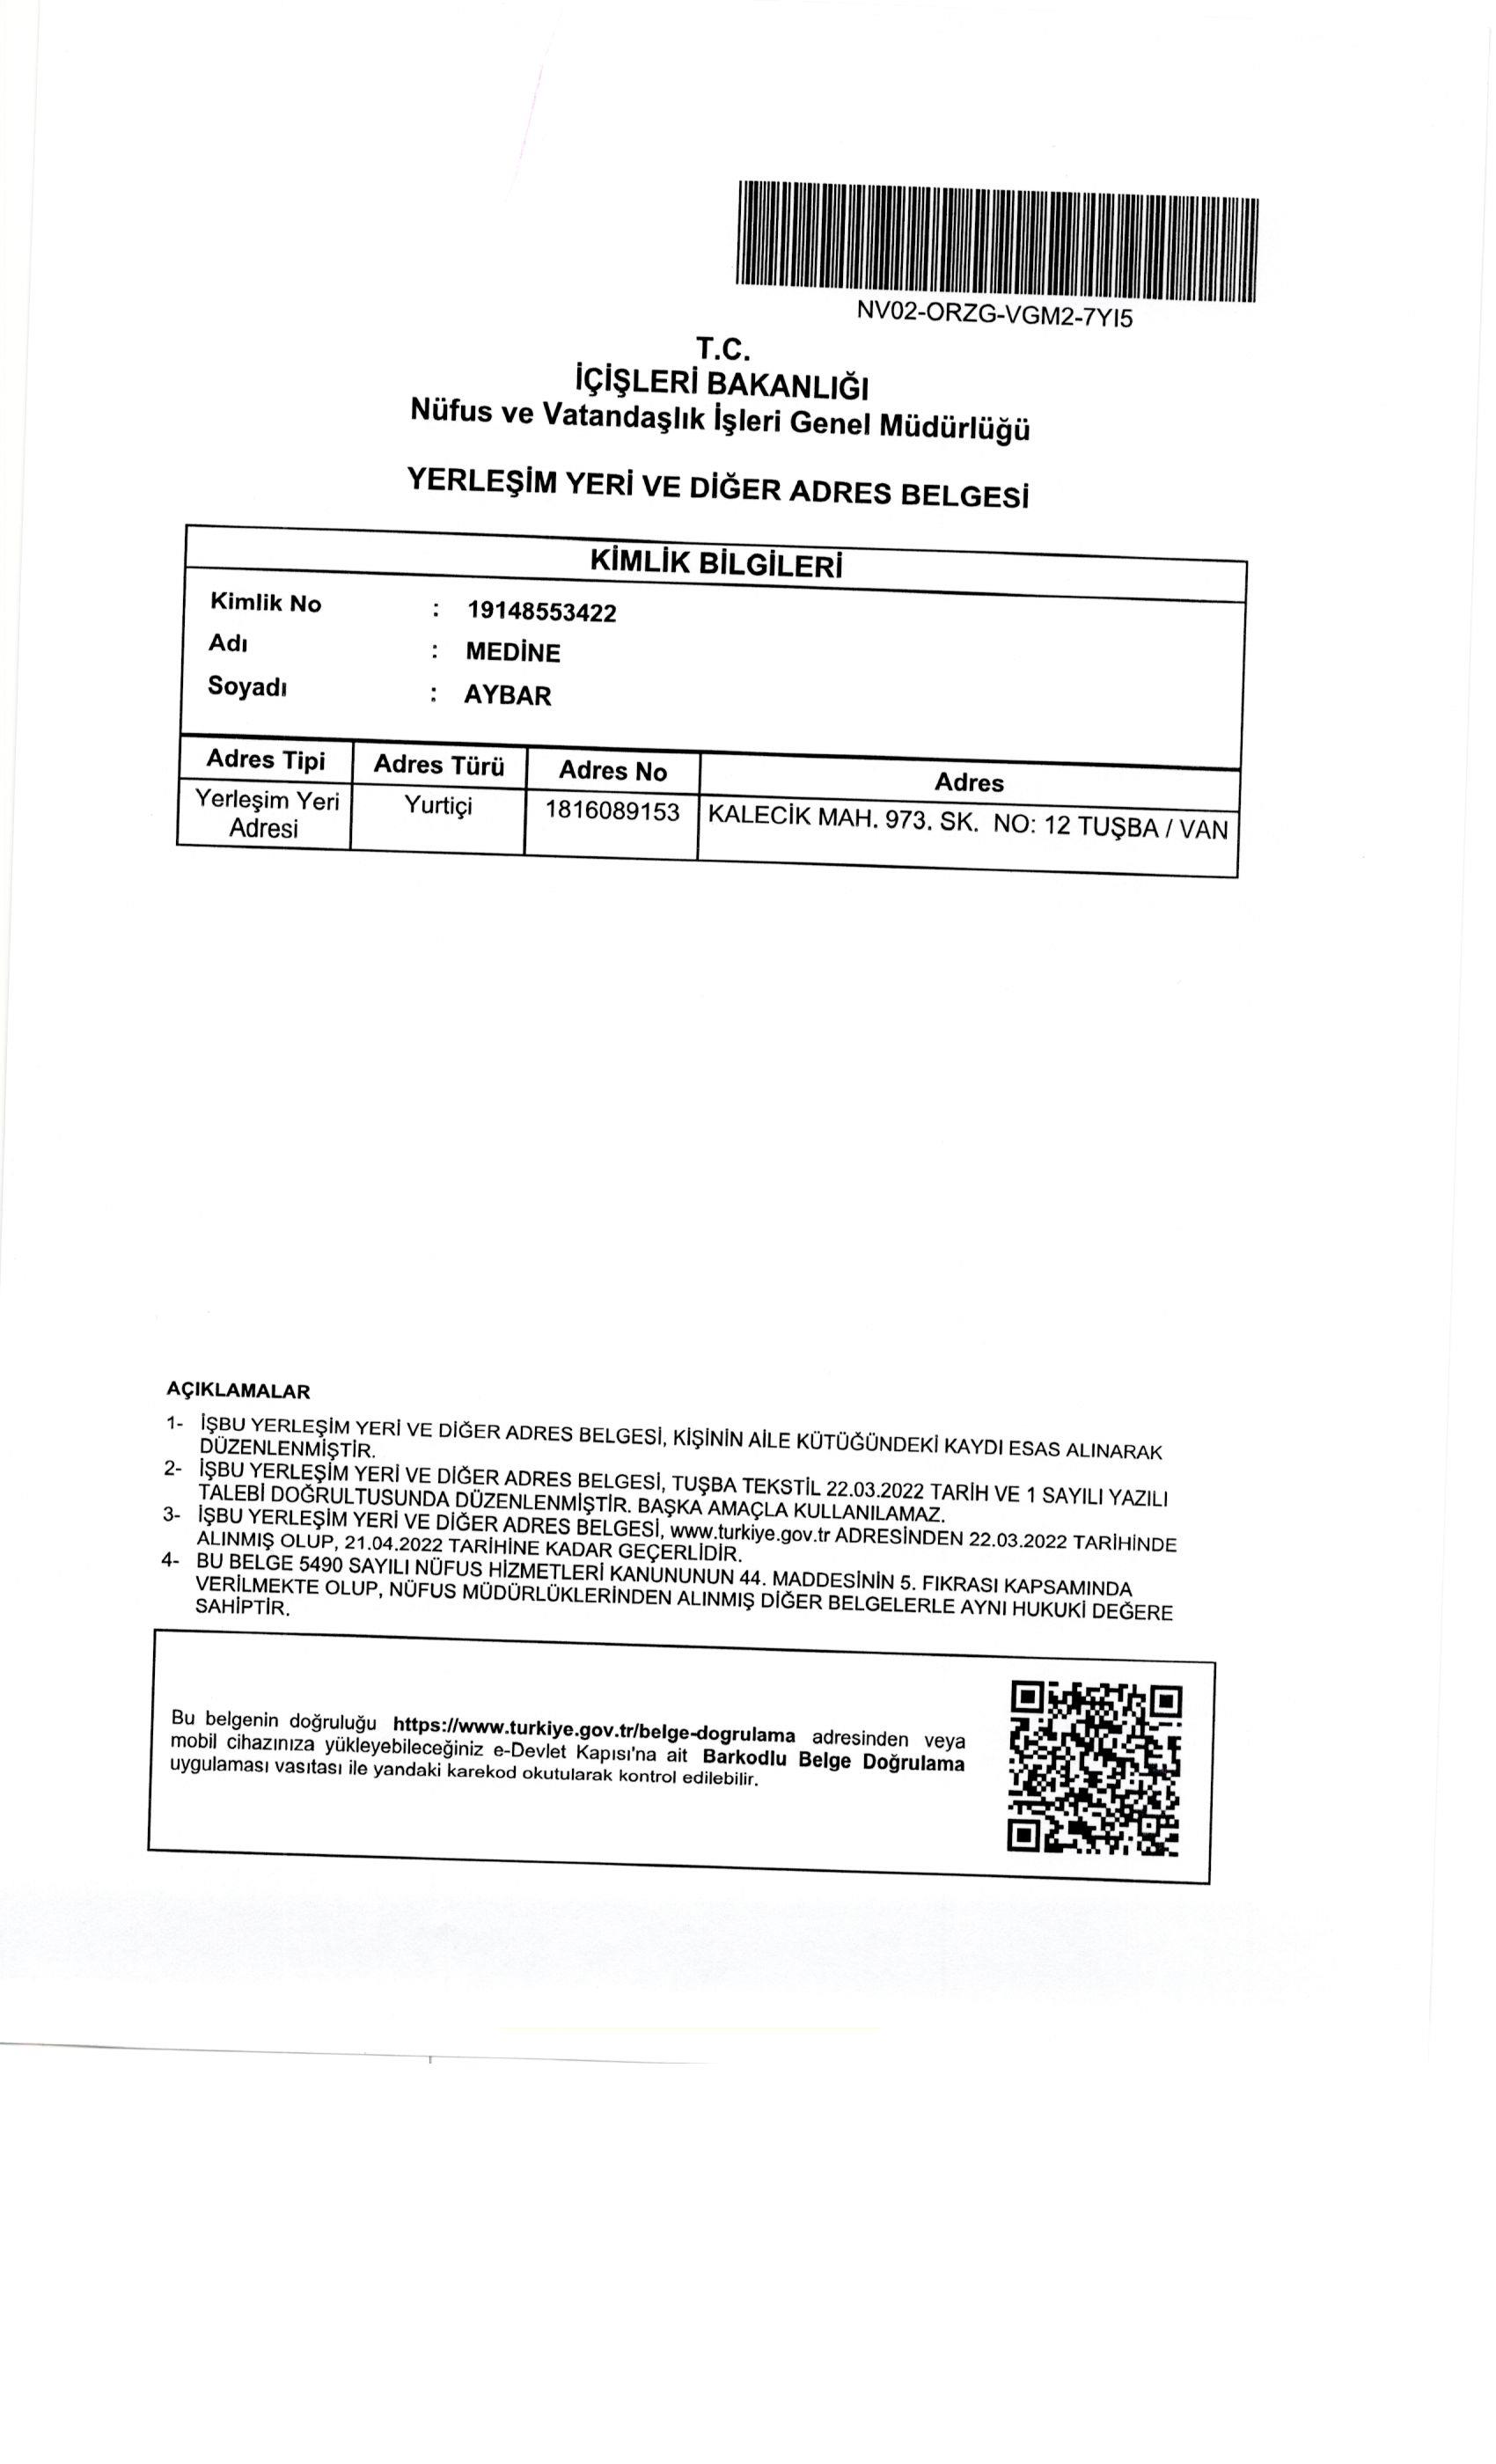 NV02-ORZG-VGM2-7YI5
T.C.
İÇİŞLERİ BAKANLIĞI
Nüfus ve Vatandaşlık İşleri Genel Müdürlüğü
YERLEŞİM YERİ VE DİĞER ADRES BELGESİ
KİMLİK BİLGİLERİ
Kimlik No : 19148553422
Adı : MEDİNE
Soyadı : AYBAR
Adres Tipi Adres Türü Adres No Adres
Yerleşim Yeri Adresi Yurtiçi 1816089153 KALECİK MAH. 973. SK. NO: 12 TUŞBA / VAN
AÇIKLAMALAR
1- İŞBU YERLEŞİM YERİ VE DİĞER ADRES BELGESİ, KİŞİNİN AİLE KÜTÜĞÜNDEKİ KAYDI ESAS ALINARAK
DÜZENLENMİŞTİR.
2- İŞBU YERLEŞİM YERİ VE DİĞER ADRES BELGESİ, TUŞBA TEKSTİL 22.03.2022 TARİH VE 1 SAYILI YAZILI
TALEBİ DOĞRULTUSUNDA DÜZENLENMİŞTİR. BAŞKA AMAÇLA KULLANILAMAZ.
3- İŞBU YERLEŞİM YERİ VE DİĞER ADRES BELGESİ, www.turkiye.gov.tr ADRESİNDEN 22.03.2022 TARİHİNDE
ALINMIŞ OLUP, 21.04.2022 TARİHİNE KADAR GEÇERLİDİR.
4- BU BELGE 5490 SAYILI NÜFUS HİZMETLERİ KANUNUNUN 44. MADDESİNİN 5. FIKRASI KAPSAMINDA
VERİLMEKTE OLUP, NÜFUS MÜDÜRLÜKLERİNDEN ALINMIŞ DİĞER BELGELERLE AYNI HUKUKİ DEĞERE
SAHİPTİR.
Bu belgenin doğruluğu https://www.turkiye.gov.tr/belge-dogrulama adresinden veya
mobil cihazınıza yükleyebileceğiniz e-Devlet Kapısı'na ait Barkodlu Belge Doğrulama
uygulaması vasıtası ile yandaki karekod okutularak kontrol edilebilir.